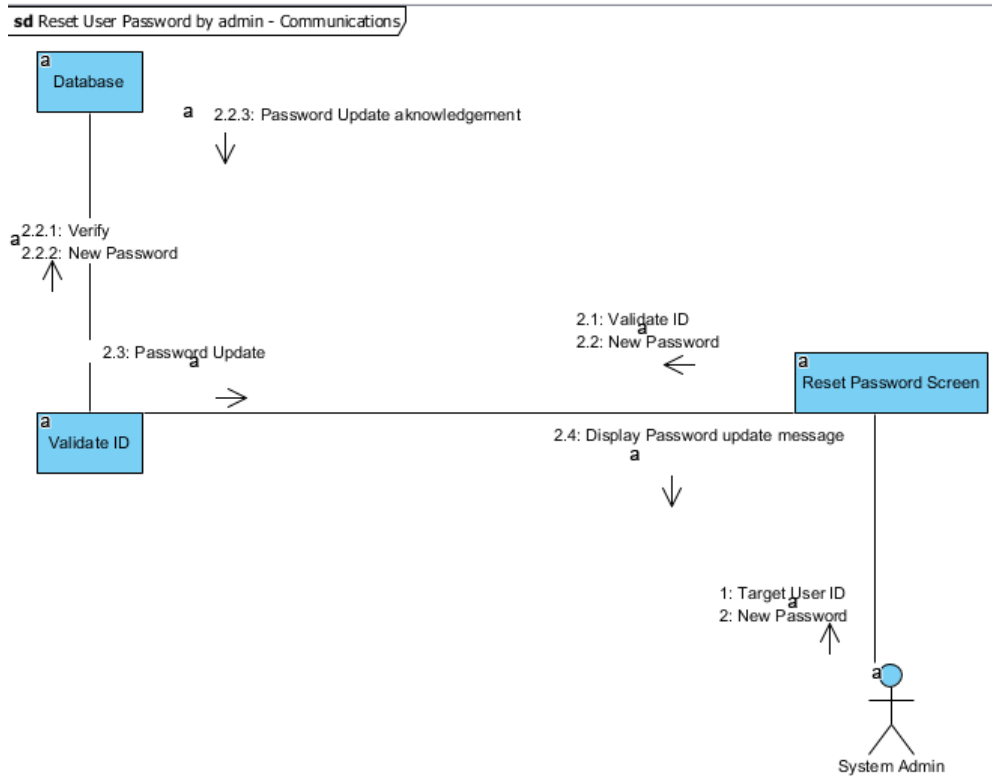 sd Reset User Password by admin - Communications
a
Database
a 2.2.3: Password Update aknowledgement
a 2.2.1: Verify
2.2.2: New Password
2.1: Validate ID
a
2.2: New Password
2.3: Password Update
a
a
Reset Password Screen
a
Validate ID
2.4: Display Password update message
a
1: Target User ID
a
2: New Password
a
System Admin